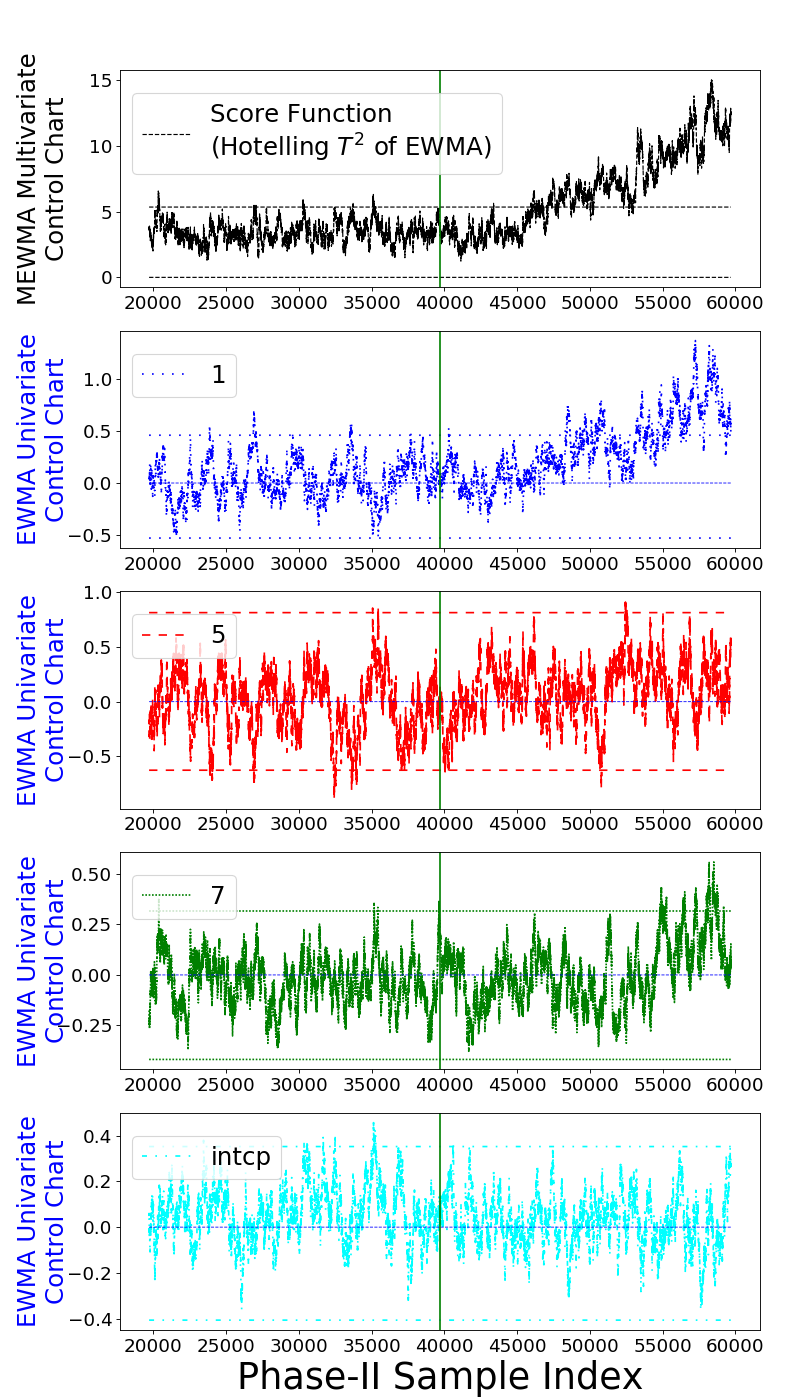 MEWMA Multivariate
Control Chart
15
10
5
0
Score Function
(Hotelling $T^2$ of EWMA)
20000 25000 30000 35000 40000 45000 50000 55000 60000
EWMA Univariate
Control Chart
1.0
0.5
0.0
−0.5
1
20000 25000 30000 35000 40000 45000 50000 55000 60000
EWMA Univariate
Control Chart
1.0
0.5
0.0
−0.5
5
20000 25000 30000 35000 40000 45000 50000 55000 60000
EWMA Univariate
Control Chart
0.50
0.25
0.00
−0.25
7
20000 25000 30000 35000 40000 45000 50000 55000 60000
EWMA Univariate
Control Chart
0.4
0.2
0.0
−0.2
−0.4
intcp
20000 25000 30000 35000 40000 45000 50000 55000 60000
Phase-II Sample Index